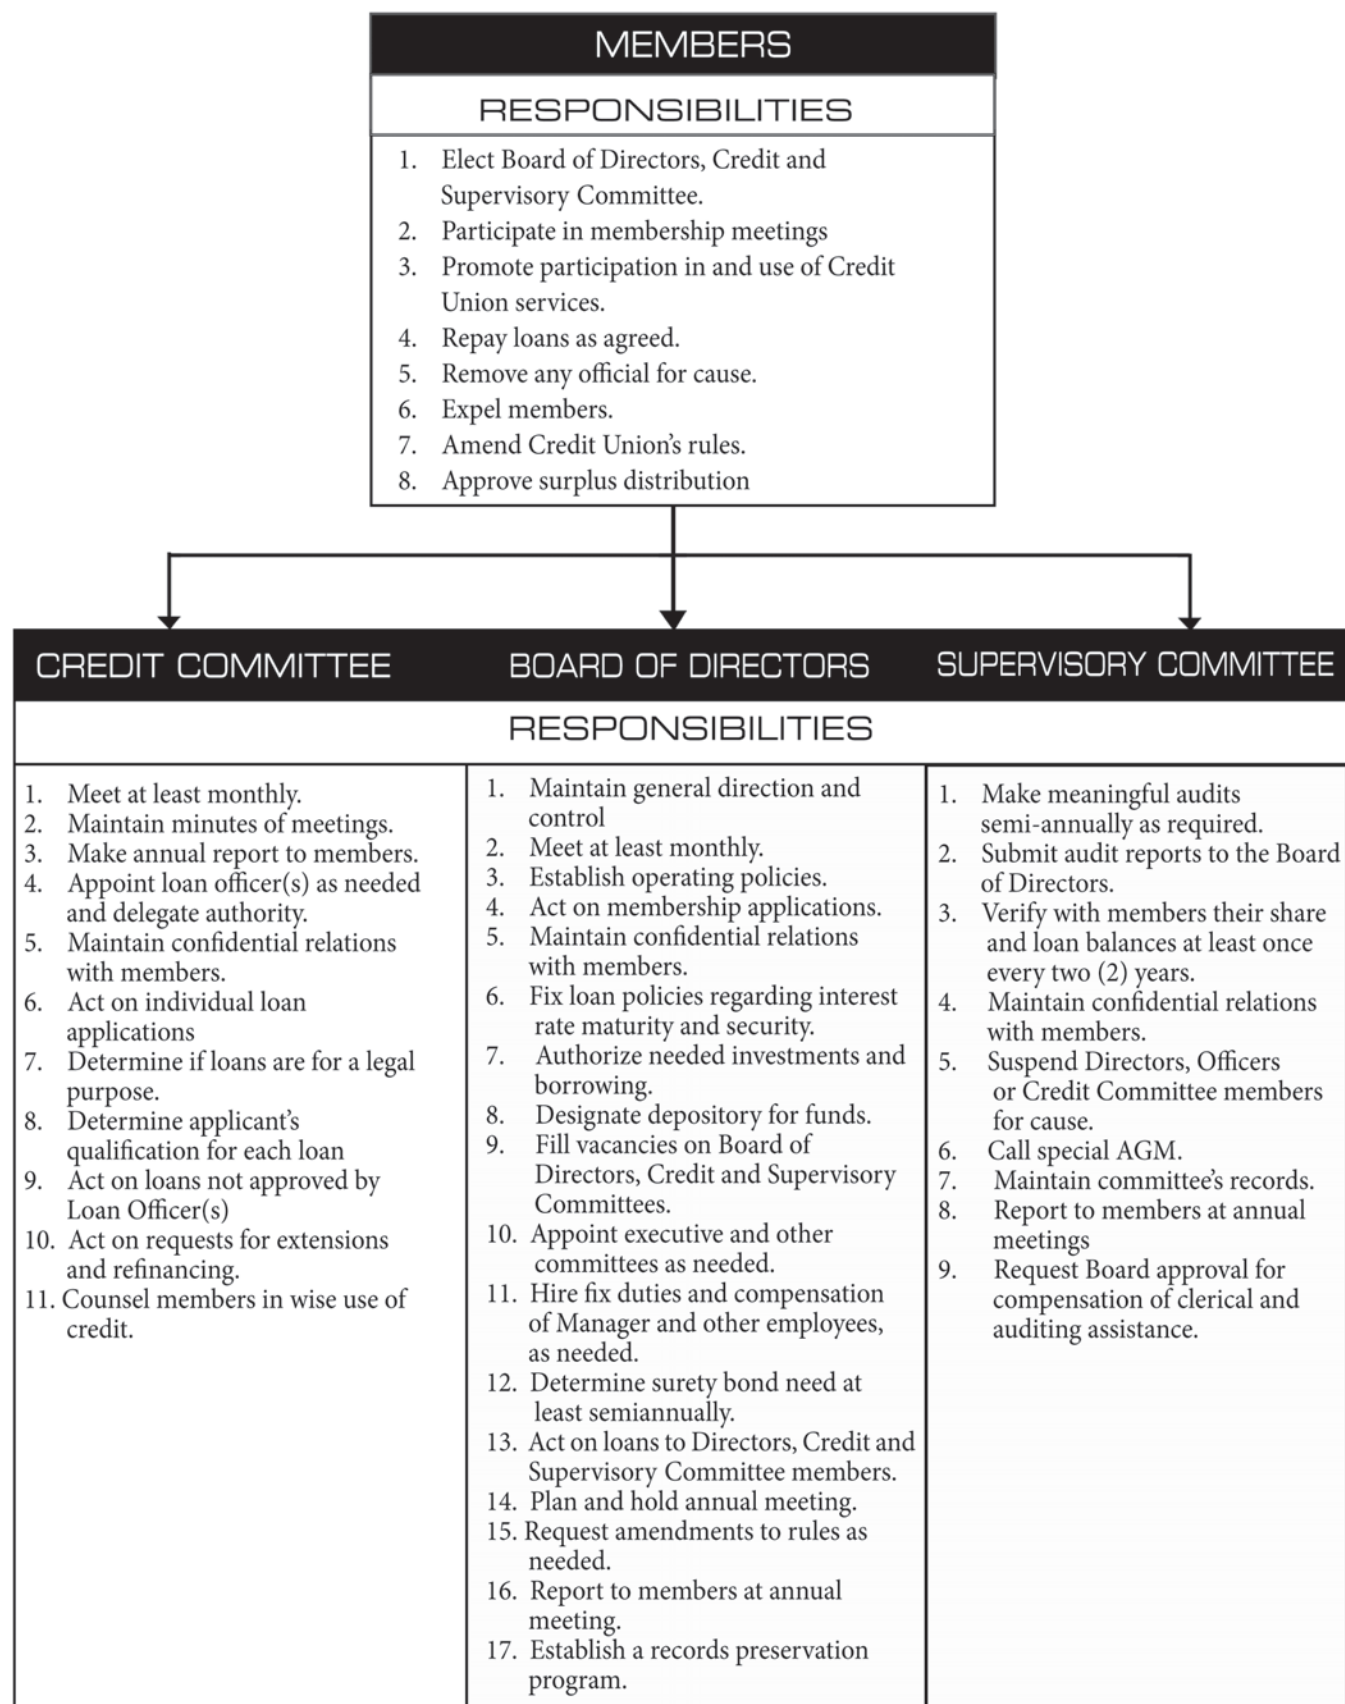 MEMBERS
RESPONSIBILITIES
1. Elect Board of Directors, Credit and
Supervisory Committee.
2. Participate in membership meetings
3. Promote participation in and use of Credit
Union services.
4. Repay loans as agreed.
5. Remove any official for cause.
6. Expel members.
7. Amend Credit Union's rules.
8. Approve surplus distribution
CREDIT COMMITTEE
BOARD OF DIRECTORS
SUPERVISORY COMMITTEE
RESPONSIBILITIES
1. Meet at least monthly.
2. Maintain minutes of meetings.
3. Make annual report to members.
4. Appoint loan officer(s) as needed
and delegate authority.
5. Maintain confidential relations
with members.
6. Act on individual loan
applications
7. Determine if loans are for a legal
purpose.
8. Determine applicant's
qualification for each loan
9. Act on loans not approved by
Loan Officer(s)
10. Act on requests for extensions
and refinancing.
11. Counsel members in wise use of
credit.
1. Maintain general direction and
control
2. Meet at least monthly.
3. Establish operating policies.
4. Act on membership applications.
5. Maintain confidential relations
with members.
6. Fix loan policies regarding interest
rate maturity and security.
7. Authorize needed investments and
borrowing.
8. Designate depository for funds.
9. Fill vacancies on Board of
Directors, Credit and Supervisory
Committees.
10. Appoint executive and other
committees as needed.
11. Hire fix duties and compensation
of Manager and other employees,
as needed.
12. Determine surety bond need at
least semiannually.
13. Act on loans to Directors, Credit and
Supervisory Committee members.
14. Plan and hold annual meeting.
15. Request amendments to rules as
needed.
16. Report to members at annual
meeting.
17. Establish a records preservation
program.
1. Make meaningful audits
semi-annually as required.
2. Submit audit reports to the Board
of Directors.
3. Verify with members their share
and loan balances at least once
every two (2) years.
4. Maintain confidential relations
with members.
5. Suspend Directors, Officers
or Credit Committee members
for cause.
6. Call special AGM.
7. Maintain committee's records.
8. Report to members at annual
meetings
9. Request Board approval for
compensation of clerical and
auditing assistance.